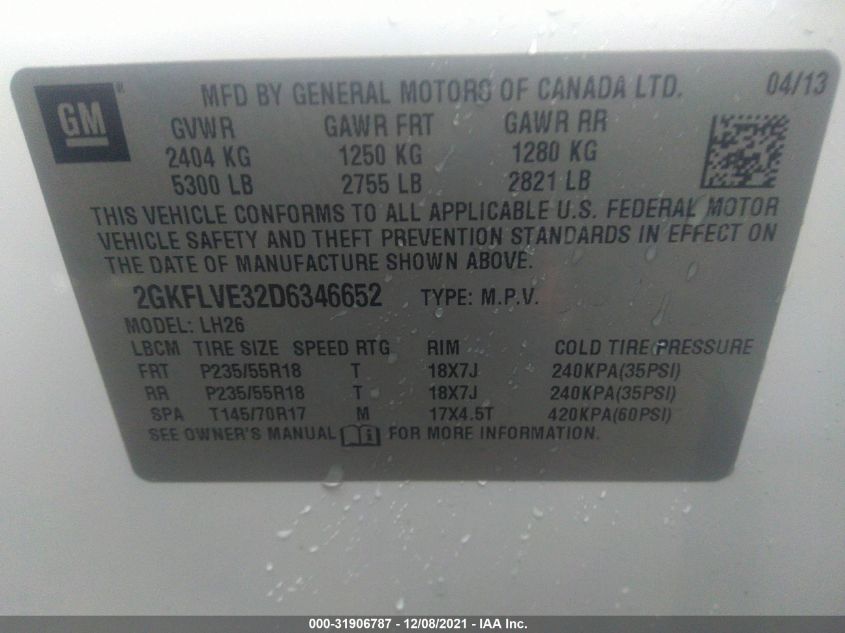 GM ® MFD BY GENERAL MOTORS OF CANADA LTD. 04/13
GVWR GAWR FRT GAWR RR
2404 KG 1250 KG 1280 KG
5300 LB 2755 LB 2821 LB
THIS VEHICLE CONFORMS TO ALL APPLICABLE U.S. FEDERAL MOTOR
VEHICLE SAFETY AND THEFT PREVENTION STANDARDS IN EFFECT ON
THE DATE OF MANUFACTURE SHOWN ABOVE.
2GKFLVE32D6346652 TYPE: M.P.V.
MODEL: LH26
LBCM TIRE SIZE SPEED RTG RIM COLD TIRE PRESSURE
FRT P235/55R18 T 18X7J 240KPA(35PSI)
RR P235/55R18 T 18X7J 240KPA(35PSI)
SPA T145/70R17 M 17X4.5T 420KPA(60PSI)
SEE OWNER'S MANUAL FOR MORE INFORMATION.
000-31906787 - 12/08/2021 - IAA Inc.